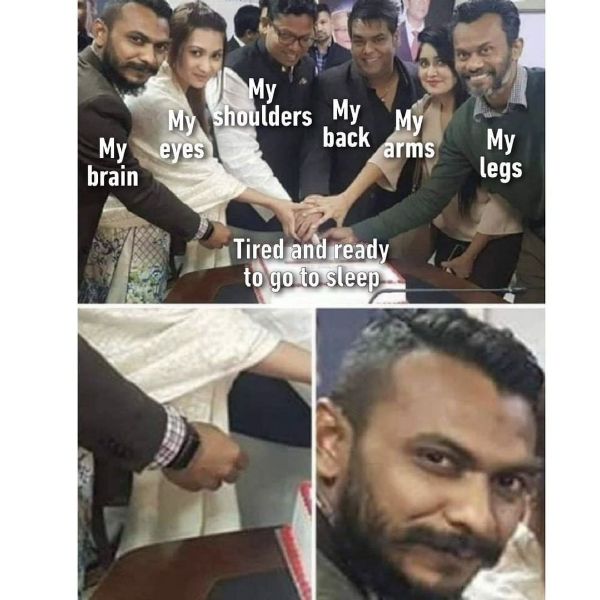 My
brain
My
eyes
My
shoulders
My
back
My
arms
My
legs
Tired and ready
to go to sleep